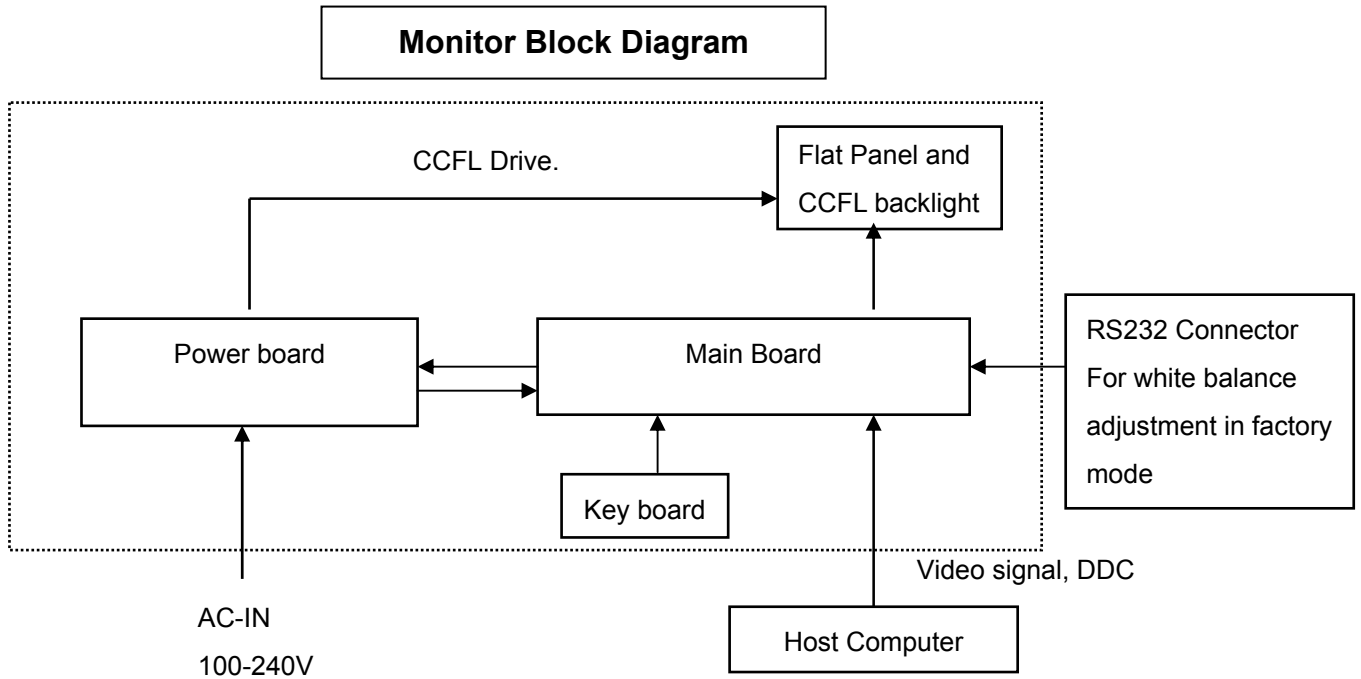 Monitor Block Diagram
CCFL Drive.
Flat Panel and
CCFL backlight
Power board
Main Board
RS232 Connector
For white balance
adjustment in factory
mode
Key board
Video signal, DDC
AC-IN
100-240V
Host Computer